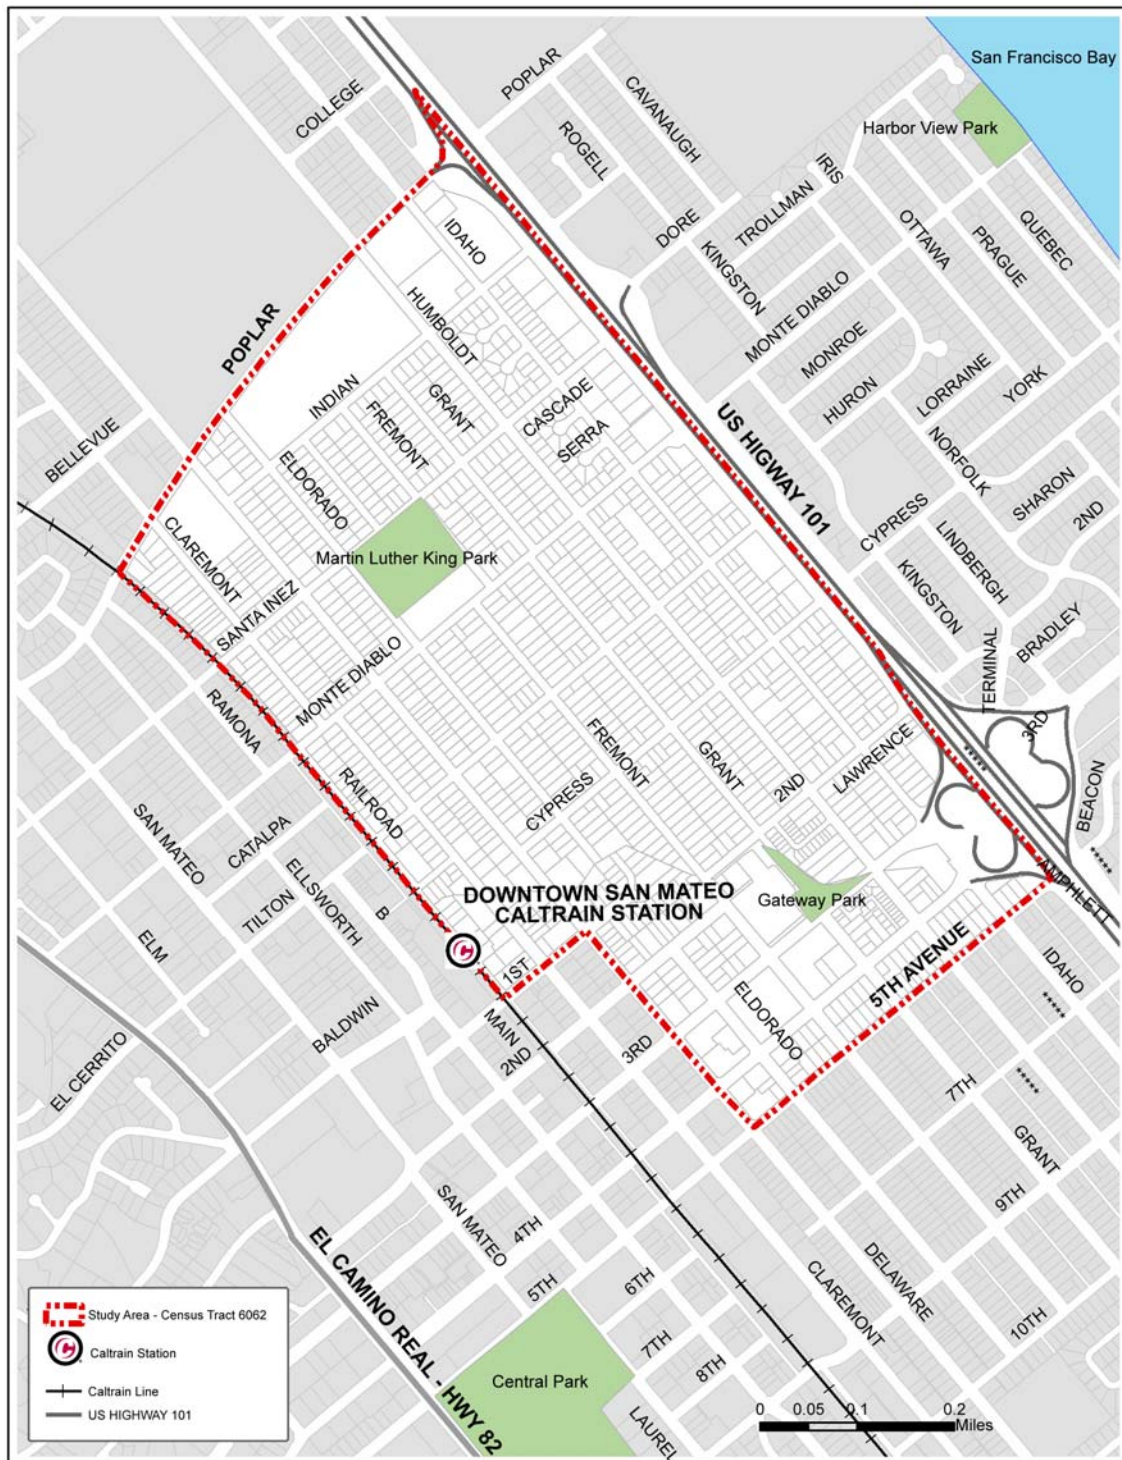 San Francisco Bay
POPLAR
CAVANAUGH
COLLEGE
Harbor View Park
ROGELL
IRIS
TROLLMAN
QUEBEC
OTTAWA
PRAGUE
DORE
IDAHO
KINGSTON
MONTE DIABLO
HUMBOLDT
POPLAR
MONROE
LORRAINE
YORK
HURON
INDIAN
GRANT
CASCADE
FREMONT
SERRA
US HIGWAY 101
BELLEVUE
ELDORADO
NORFOLK
SHARON
2ND
CYPRESS
LINDBERGH
CLAREMONT
Martin Luther King Park
KINGSTON
SANTA INEZ
BRADLEY
TERMINAL
MONTE DIABLO
RAMONA
3RD
FREMONT
GRANT
LAWRENCE
2ND
RAILROAD
CYPRESS
BEACON
SAN MATEO
CATALPA
ELLSWORTH
*****
TILTON
B
DOWNTOWN SAN MATEO
CALTRAIN STATION
Gateway Park
AMPHLETT
ELM
5TH AVENUE
IDAHO
1ST
ELDORADO
*****
BALDWIN
MAIN
2ND
3RD
EL CERRITO
7TH
*****
GRANT
9TH
SAN MATEO
4TH
EL CAMINO REAL - HWY 82
5TH
6TH
DELAWARE
CLAREMONT
10TH
7TH
8TH
Study Area - Census Tract 6062
C
Caltrain Station
Caltrain Line
US HIGHWAY 101
Central Park
LAUREL
0 0.05 0.1 0.2
Miles